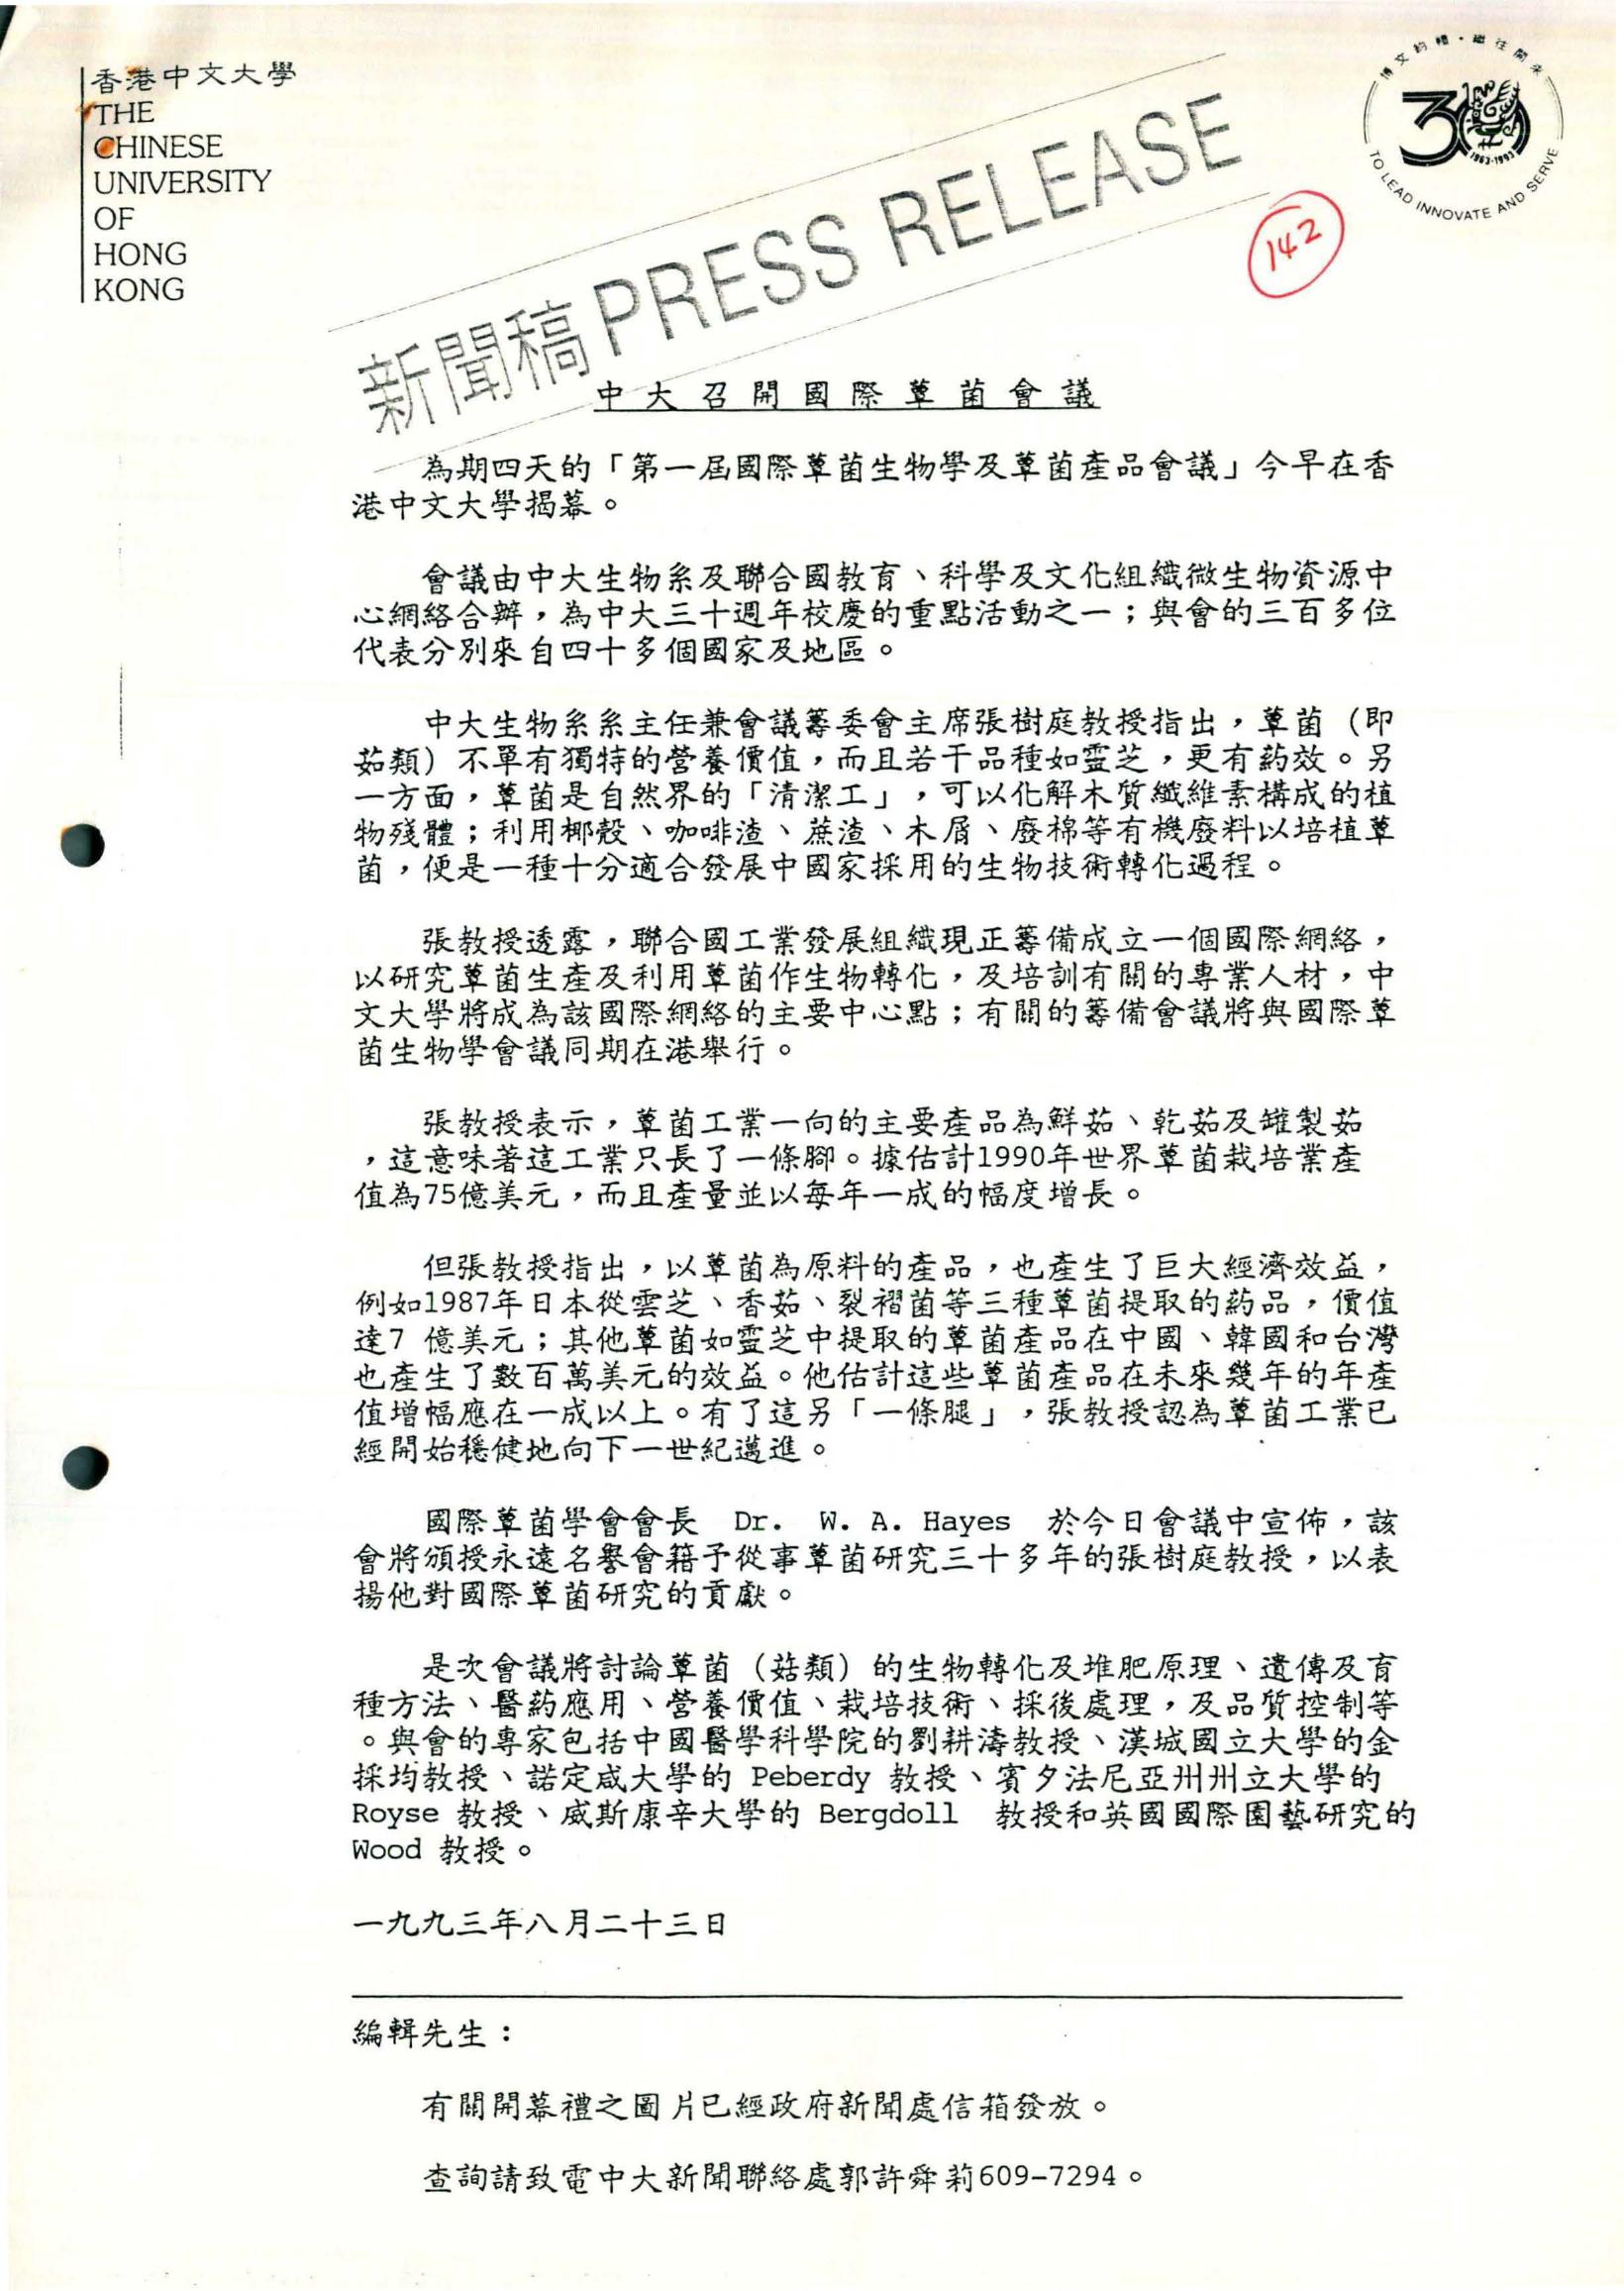 香港中文大學
THE
CHINESE
UNIVERSITY
OF
HONG
KONG
博文約禮·繼往開來
30
1963-1993
TO LEAD INNOVATE AND SERVE
新聞稿 PRESS RELEASE
142
中大召開國際蕈菌會議
為期四天的「第一屆國際蕈菌生物學及蕈菌產品會議」今早在香
港中文大學揭幕。
會議由中大生物系及聯合國教育、科學及文化組織微生物資源中
心網絡合辦，為中大三十週年校慶的重點活動之一；與會的三百多位
代表分別來自四十多個國家及地區。
中大生物系系主任兼會議籌委會主席張樹庭教授指出，蕈菌（即
茹類）不單有獨特的營養價值，而且若干品種如靈芝，更有葯效。另
一方面，蕈菌是自然界的「清潔工」，可以化解木質纖維素構成的植
物殘體；利用椰殼、咖啡渣、蔗渣、木屑、廢棉等有機廢料以培植蕈
菌，便是一種十分適合發展中國家採用的生物技術轉化過程。
張教授透露，聯合國工業發展組織現正籌備成立一個國際網絡，
以研究蕈菌生產及利用蕈菌作生物轉化，及培訓有關的專業人材，中
文大學將成為該國際網絡的主要中心點；有關的籌備會議將與國際蕈
菌生物學會議同期在港舉行。
張教授表示，蕈菌工業一向的主要產品為鮮茹、乾茹及罐製茹
，這意味著這工業只長了一條腳。據估計1990年世界蕈菌栽培業產
值為75億美元，而且產量並以每年一成的幅度增長。
但張教授指出，以蕈菌為原料的產品，也產生了巨大經濟效益，
例如1987年日本從雲芝、香茹、裂褶菌等三種蕈菌提取的葯品，價值
達7 億美元；其他蕈菌如靈芝中提取的蕈菌產品在中國、韓國和台灣
也產生了數百萬美元的效益。他估計這些蕈菌產品在未來幾年的年產
值增幅應在一成以上。有了這另「一條腿」，張教授認為蕈菌工業已
經開始穩健地向下一世紀邁進。
國際蕈菌學會會長 Dr. W. A. Hayes 於今日會議中宣佈，該
會將頒授永遠名譽會籍予從事蕈菌研究三十多年的張樹庭教授，以表
揚他對國際蕈菌研究的貢獻。
是次會議將討論蕈菌（菇類）的生物轉化及堆肥原理、遺傳及育
種方法、醫葯應用、營養價值、栽培技術、採後處理，及品質控制等
。與會的專家包括中國醫學科學院的劉耕濤教授、漢城國立大學的金
採均教授、諾定咸大學的 Peberdy 教授、賓夕法尼亞州州立大學的
Royse 教授、威斯康辛大學的 Bergdoll 教授和英國國際園藝研究的
Wood 教授。
一九九三年八月二十三日
編輯先生：
有關開幕禮之圖片已經政府新聞處信箱發放。
查詢請致電中大新聞聯絡處郭許舜莉609-7294。